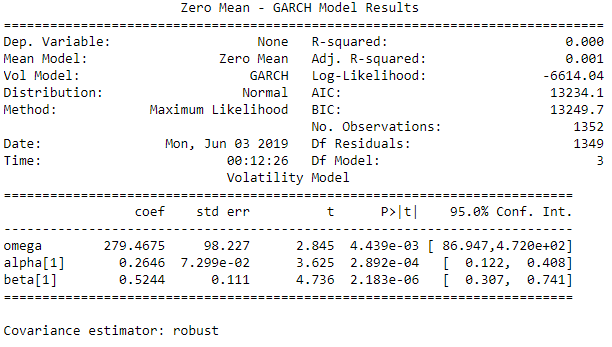 Zero Mean - GARCH Model Results
==============================================================================
Dep. Variable: None R-squared: 0.000
Mean Model: Zero Mean Adj. R-squared: 0.001
Vol Model: GARCH Log-Likelihood: -6614.04
Distribution: Normal AIC: 13234.1
Method: Maximum Likelihood BIC: 13249.7
No. Observations: 1352
Date: Mon, Jun 03 2019 Df Residuals: 1349
Time: 00:12:26 Df Model: 3
Volatility Model
==========================================================================
coef std err t P>|t| 95.0% Conf. Int.
--------------------------------------------------------------------------
omega 279.4675 98.227 2.845 4.439e-03 [ 86.947,4.720e+02]
alpha[1] 0.2646 7.299e-02 3.625 2.892e-04 [ 0.122, 0.408]
beta[1] 0.5244 0.111 4.736 2.183e-06 [ 0.307, 0.741]
==========================================================================
Covariance estimator: robust